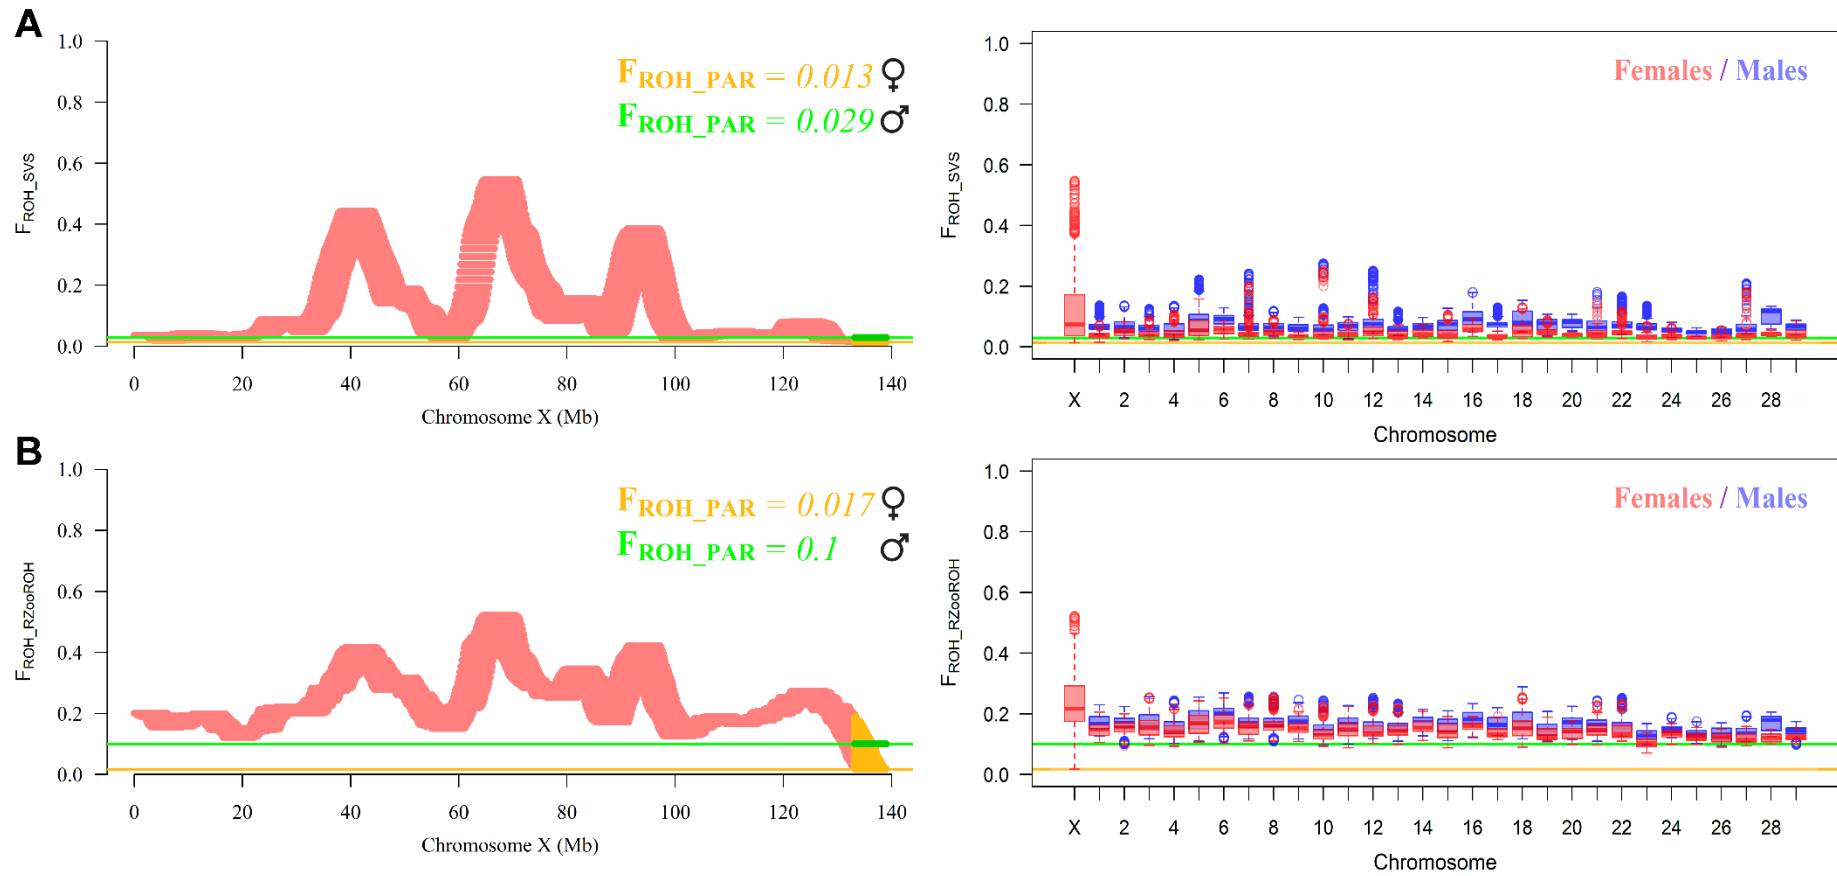 A
1.0
0.8
0.6
0.4
0.2
0.0
FROH_SVS
FROH_PAR = 0.013 ♀
FROH_PAR = 0.029 ♂
0 20 40 60 80 100 120 140
Chromosome X (Mb)
1.0
0.8
0.6
0.4
0.2
0.0
FROH_SVS
Females / Males
X 2 4 6 8 10 12 14 16 18 20 22 24 26 28
Chromosome
B
1.0
0.8
0.6
0.4
0.2
0.0
FROH_RZooROH
FROH_PAR = 0.017 ♀
FROH_PAR = 0.1 ♂
0 20 40 60 80 100 120 140
Chromosome X (Mb)
1.0
0.8
0.6
0.4
0.2
0.0
FROH_RZooROH
Females / Males
X 2 4 6 8 10 12 14 16 18 20 22 24 26 28
Chromosome